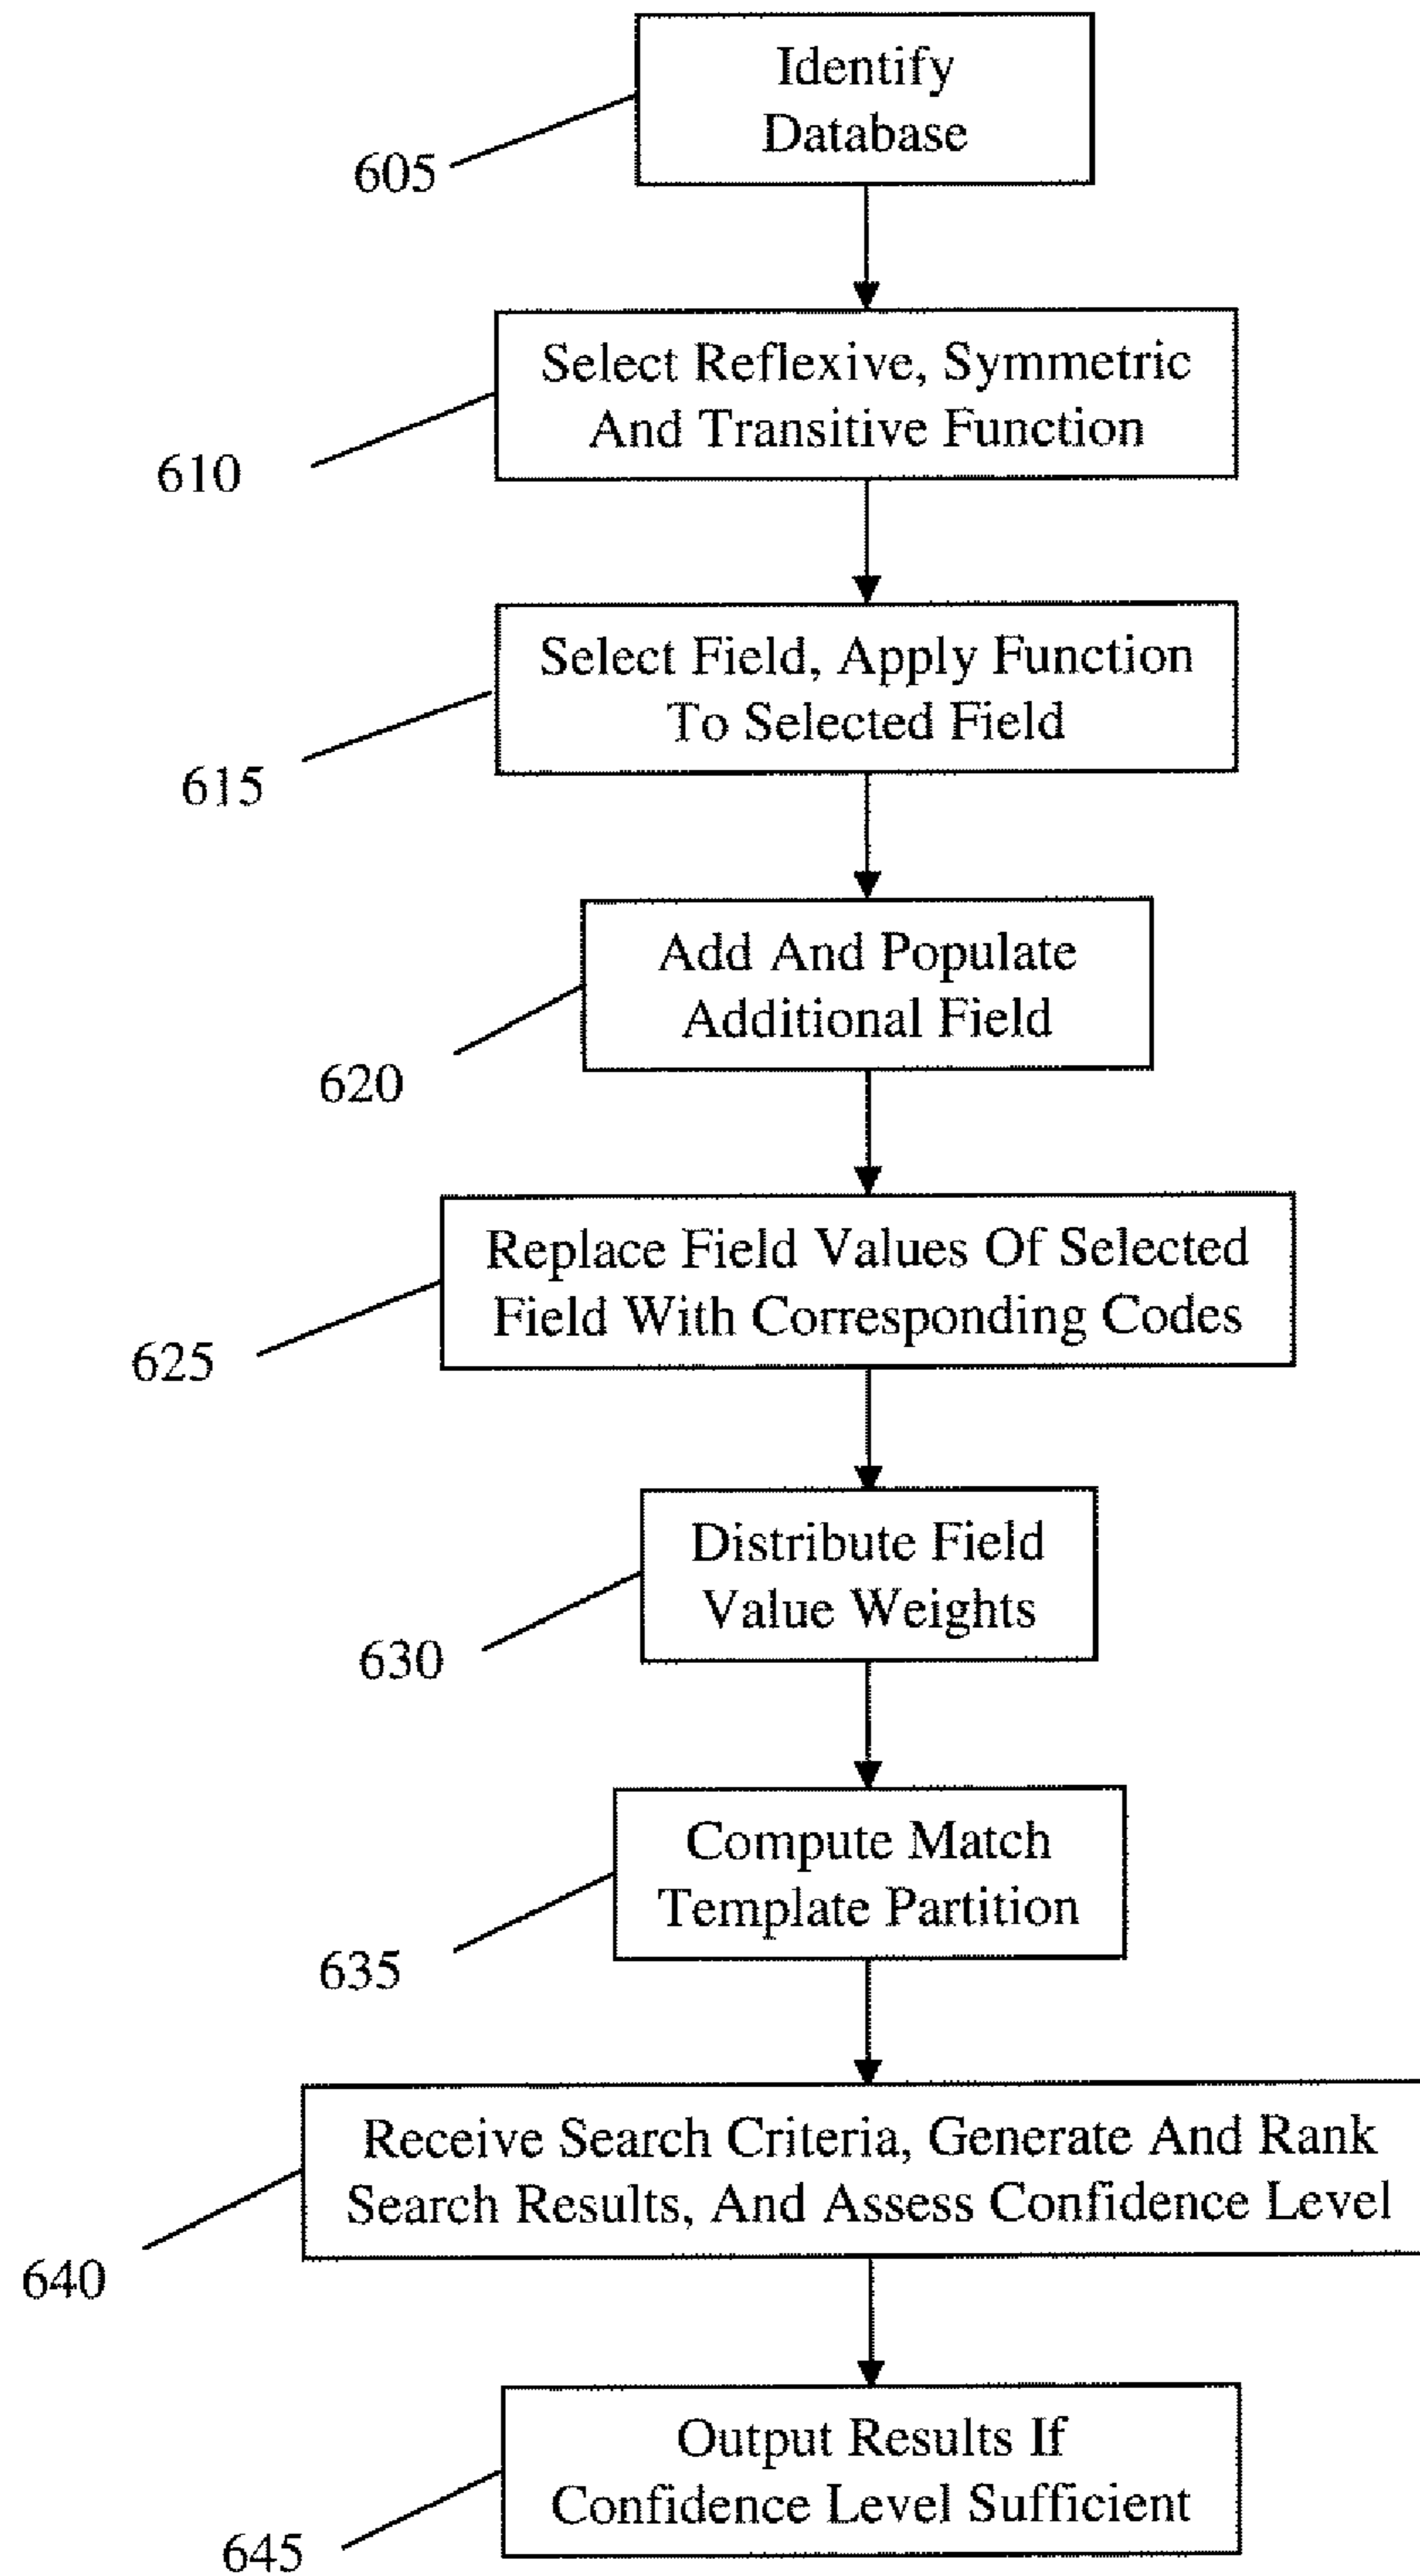 Identify
Database
605
Select Reflexive, Symmetric
And Transitive Function
610
Select Field, Apply Function
To Selected Field
615
Add And Populate
Additional Field
620
Replace Field Values Of Selected
Field With Corresponding Codes
625
Distribute Field
Value Weights
630
Compute Match
Template Partition
635
Receive Search Criteria, Generate And Rank
Search Results, And Assess Confidence Level
640
Output Results If
Confidence Level Sufficient
645